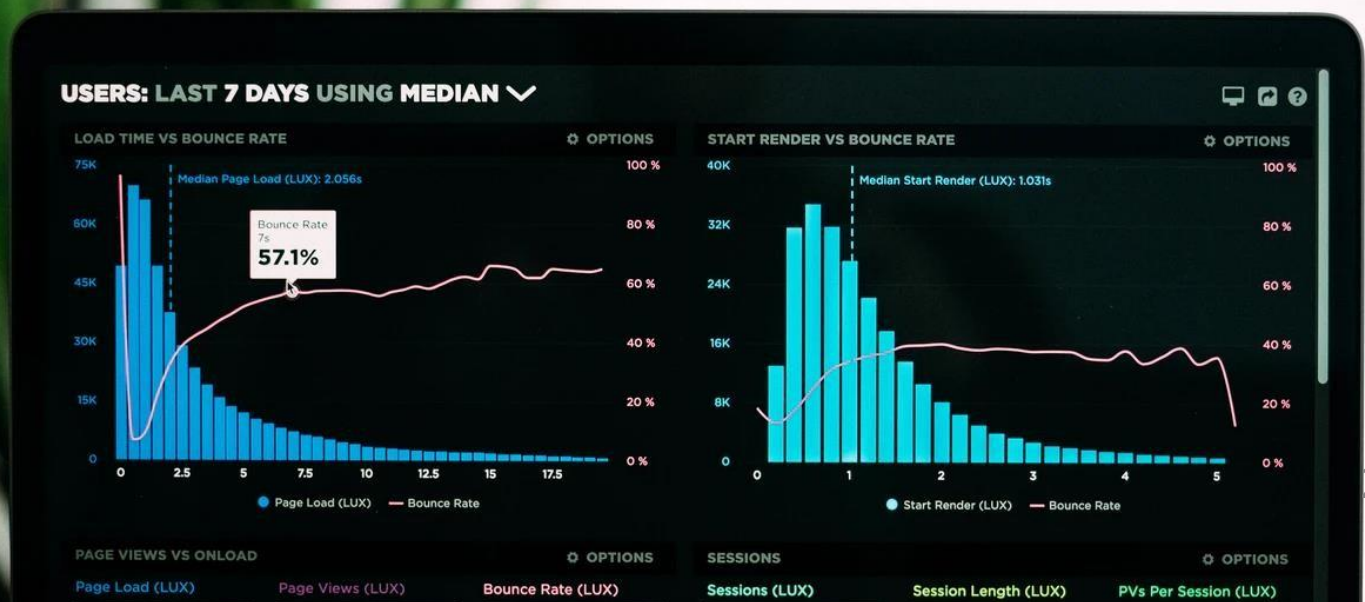 USERS: LAST 7 DAYS USING MEDIAN
LOAD TIME VS BOUNCE RATE
OPTIONS
75K
60K
45K
30K
15K
0
100 %
80 %
60 %
40 %
20 %
0 %
Median Page Load (LUX): 2.056s
Bounce Rate
7s
57.1%
0 2.5 5 7.5 10 12.5 15 17.5
Page Load (LUX) Bounce Rate
START RENDER VS BOUNCE RATE
OPTIONS
40K
32K
24K
16K
8K
0
100 %
80 %
60 %
40 %
20 %
0 %
Median Start Render (LUX): 1.031s
0 1 2 3 4 5
Start Render (LUX) Bounce Rate
PAGE VIEWS VS ONLOAD
OPTIONS
Page Load (LUX) Page Views (LUX) Bounce Rate (LUX)
SESSIONS
OPTIONS
Sessions (LUX) Session Length (LUX) PVs Per Session (LUX)